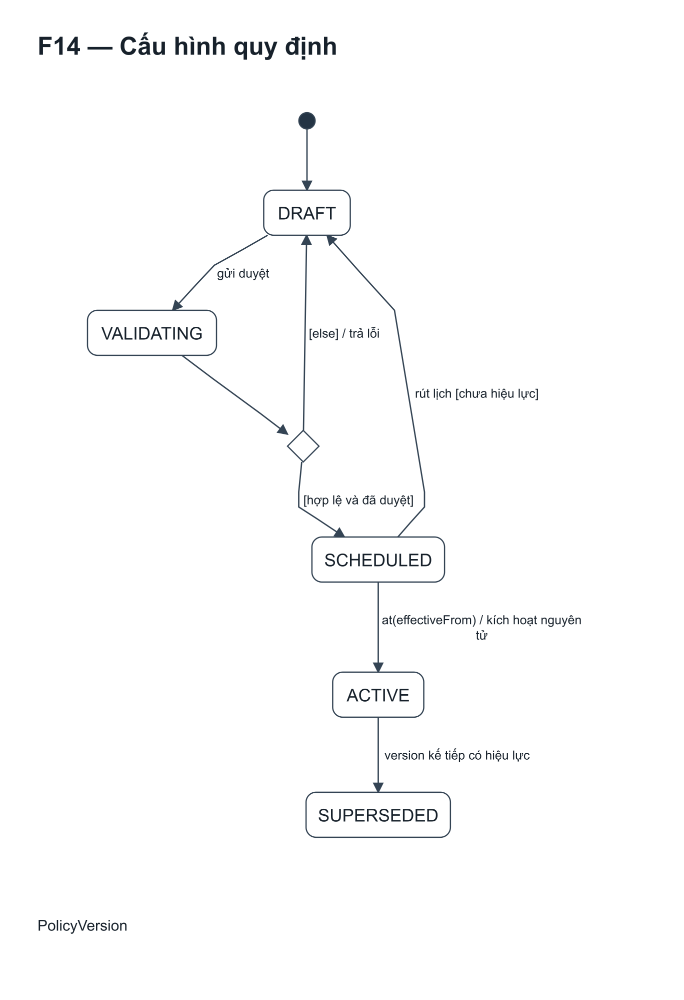 F14 — Cấu hình quy định
DRAFT
gửi duyệt
VALIDATING
[else] / trả lỗi
rút lịch [chưa hiệu lực]
[hợp lệ và đã duyệt]
SCHEDULED
at(effectiveFrom) / kích hoạt nguyên
tử
ACTIVE
version kế tiếp có hiệu lực
SUPERSEDED
PolicyVersion